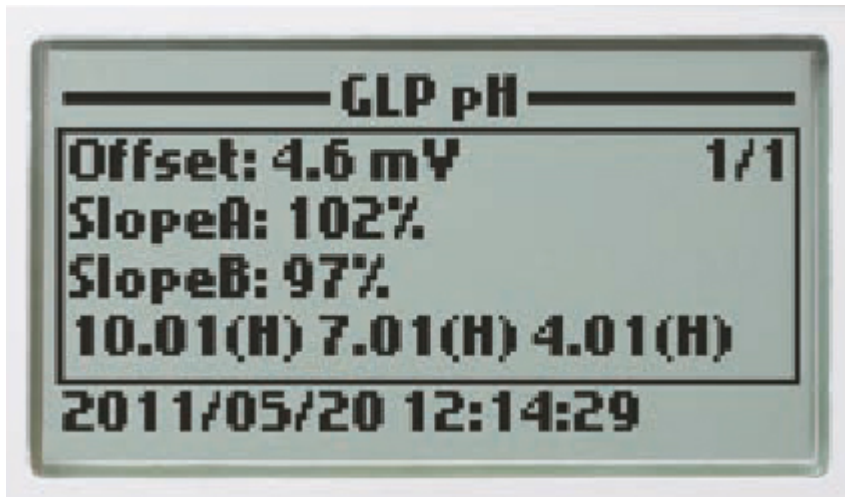 GLP pH
Offset: 4.6 mV 1/1
SlopeA: 102%
SlopeB: 97%
10.01(H) 7.01(H) 4.01(H)
2011/05/20 12:14:29